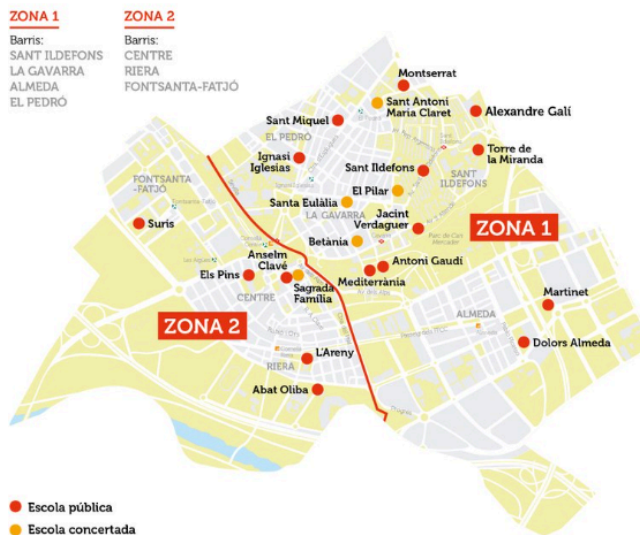 ZONA 1
Barris:
SANT ILDEFONS
LA GAVARRA
ALMEDA
EL PEDRÓ
ZONA 2
Barris:
CENTRE
RIERA
FONTSANTA-FATJÓ
Montserrat
Sant Antoni
Maria Claret
Alexandre Galí
Sant Miquel
EL PEDRÓ
Torre de
la Miranda
Ignasi
Iglesias
Sant Ildefons
SANT
ILDEFONS
FONTSANTA
-FATJÓ
El Pilar
Santa Eulàlia
LA GAVARRA
Suris
Jacint
Verdaguer
ZONA 1
Betània
Anselm
Clavé
Antoni Gaudí
Els Pins
Mediterrània
Sagrada
Família
CENTRE
Martinet
ALMEDA
ZONA 2
Dolors Almeda
L'Areny
RIERA
Abat Oliba
Escola pública
Escola concertada